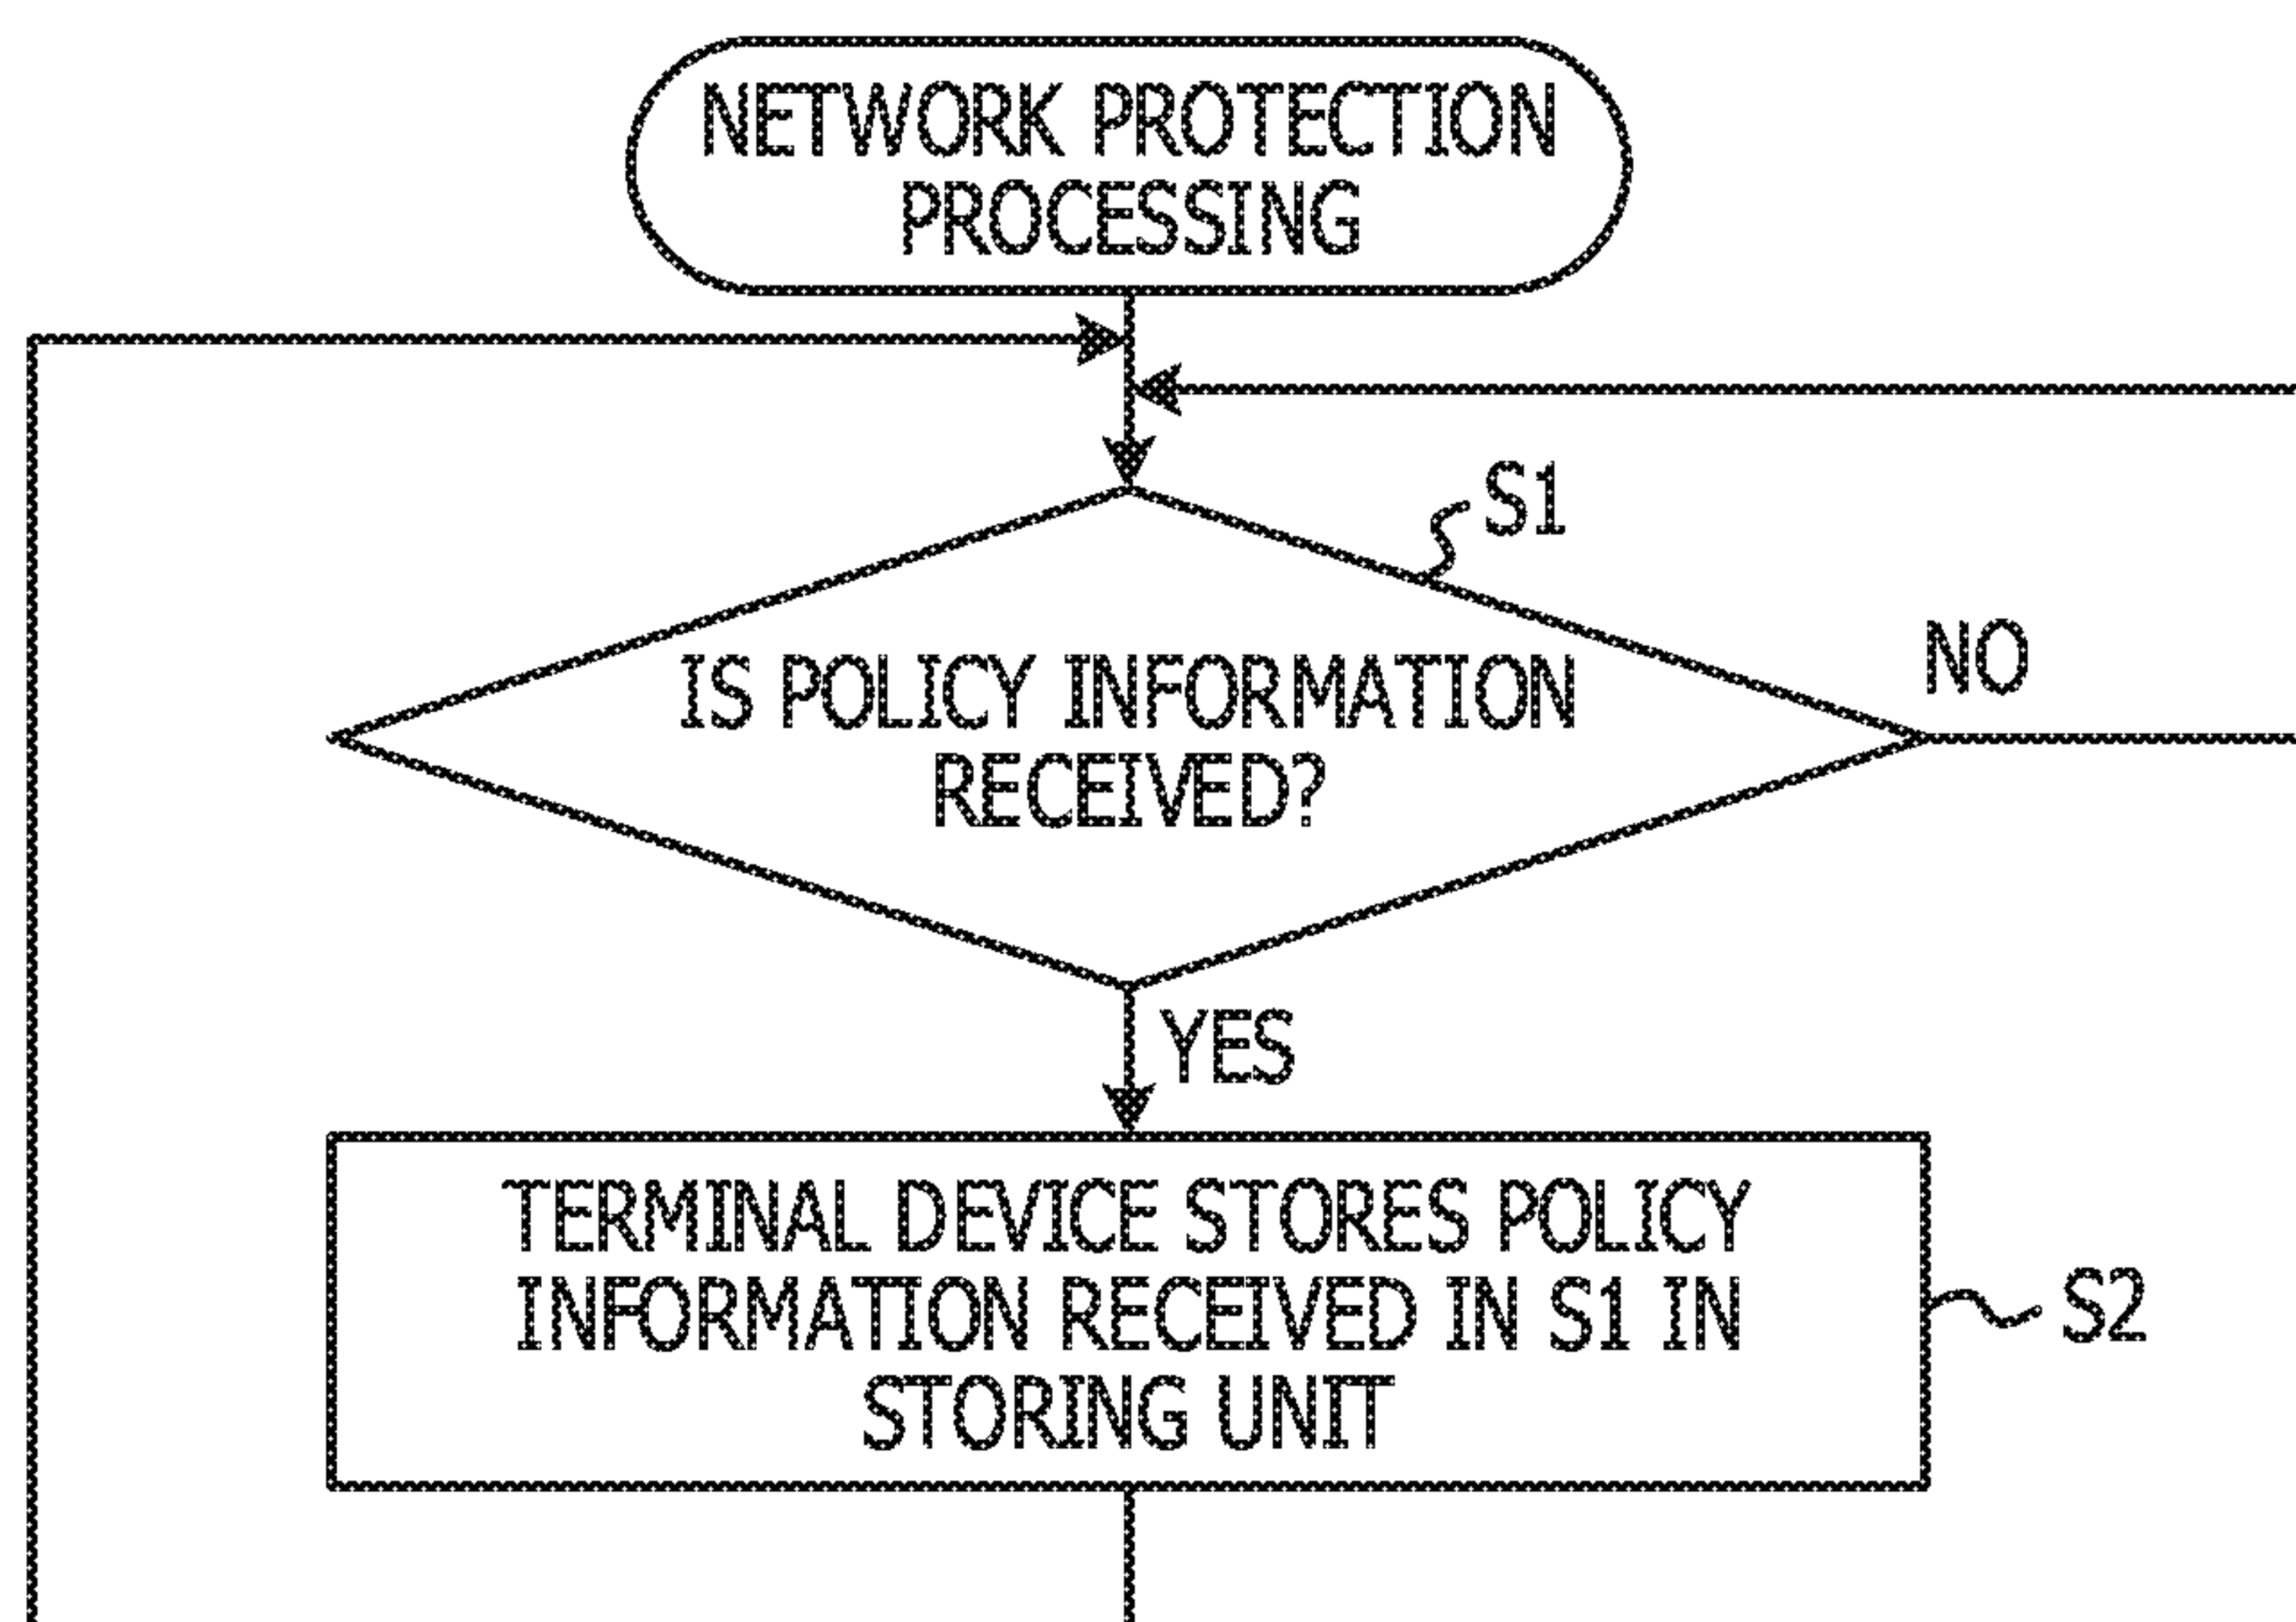 NETWORK PROTECTION
PROCESSING
S1
IS POLICY INFORMATION
RECEIVED?
NO
YES
TERMINAL DEVICE STORES POLICY
INFORMATION RECEIVED IN S1 IN
STORING UNIT
S2